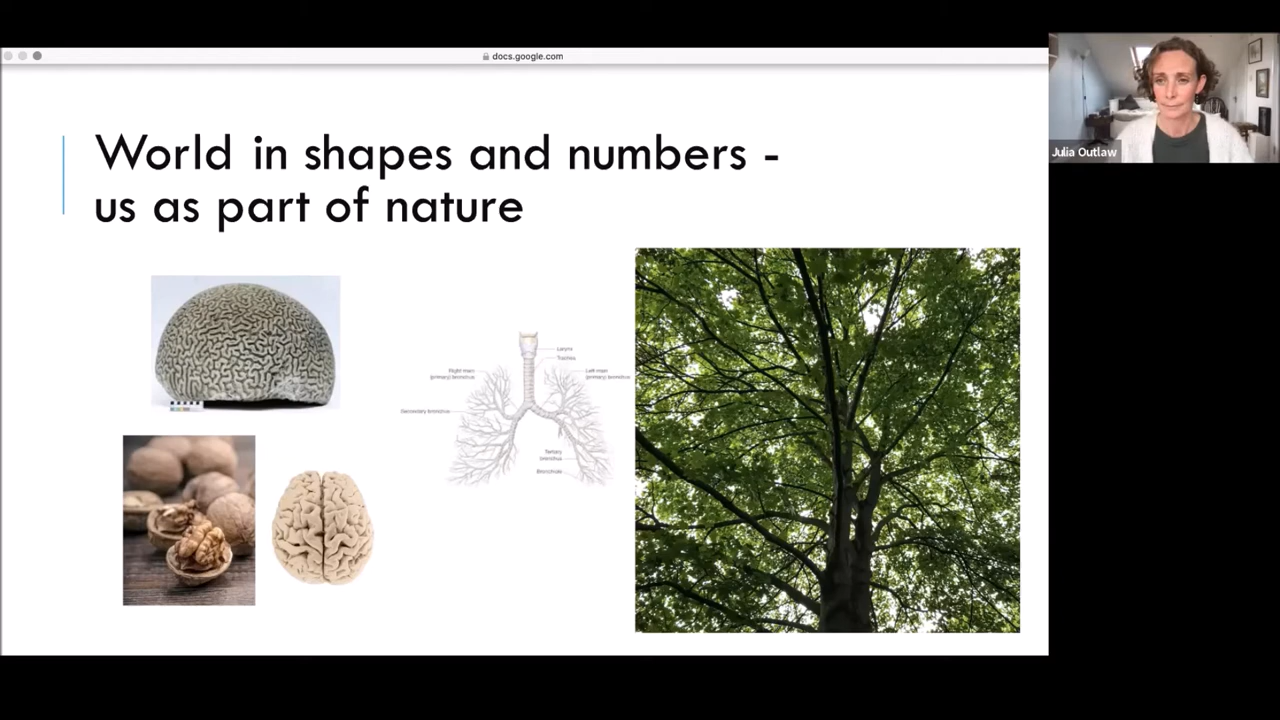 docs.google.com
World in shapes and numbers -
us as part of nature
Julia Outlaw
Larynx
Trachea
Right main
(primary) bronchus
Left main
(primary) bronchus
Secondary bronchus
Tertiary
bronchus
Bronchiole